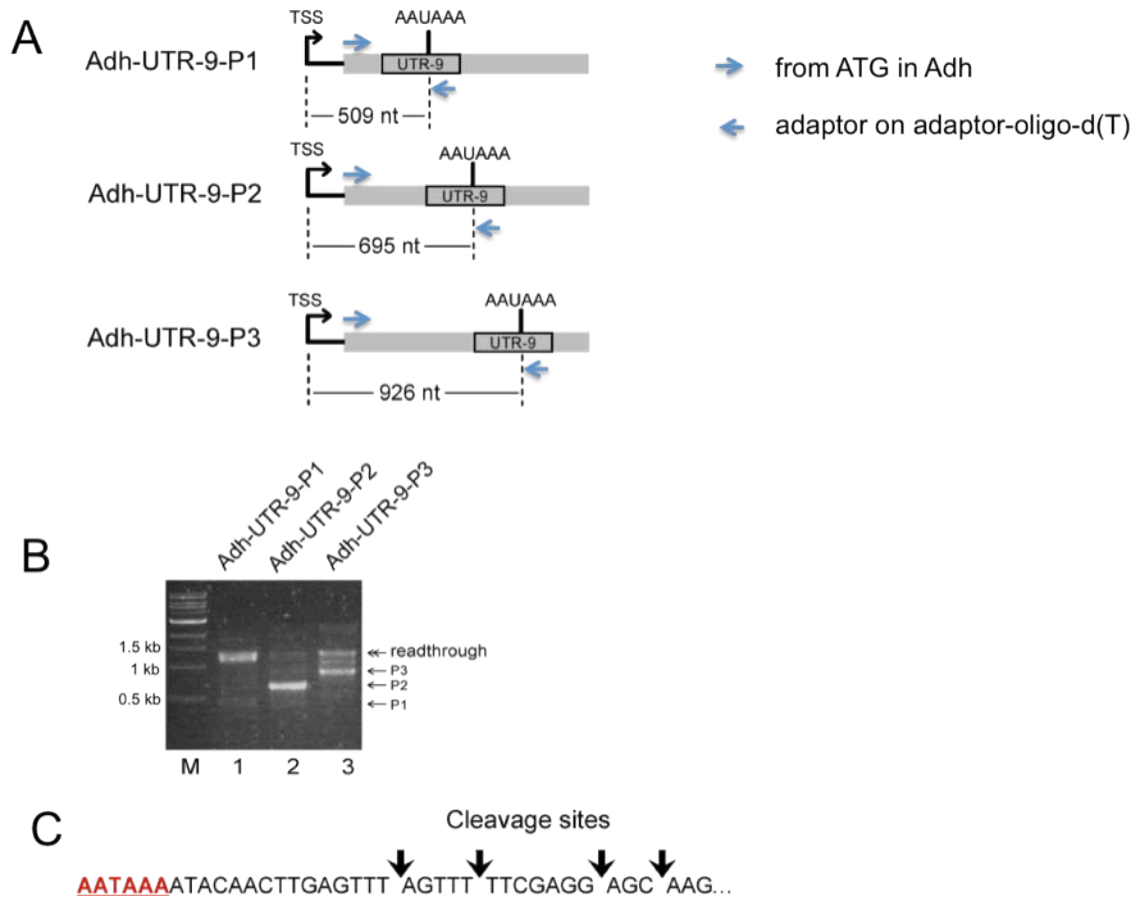 A
TSS
AAUAAA
Adh-UTR-9-P1
UTR-9
509 nt
from ATG in Adh
adaptor on adaptor-oligo-d(T)
TSS
AAUAAA
Adh-UTR-9-P2
UTR-9
695 nt
TSS
AAUAAA
Adh-UTR-9-P3
UTR-9
926 nt
B
Adh-UTR-9-P1
Adh-UTR-9-P2
Adh-UTR-9-P3
1.5 kb
1 kb
0.5 kb
readthrough
P3
P2
P1
M 1 2 3
C
Cleavage sites
AATAAAATACAACTTGAGTTT AGTTT TTCGAGG AGC AAG...